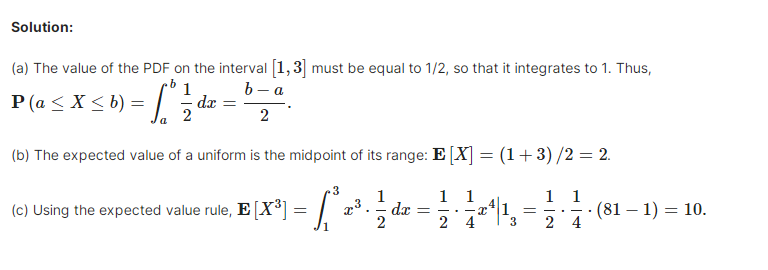 Solution:
(a) The value of the PDF on the interval [1, 3] must be equal to 1/2, so that it integrates to 1. Thus,
P (a ≤ X ≤ b) = ∫_a^b 1/2 dx = (b − a)/2.
(b) The expected value of a uniform is the midpoint of its range: E [X] = (1 + 3) /2 = 2.
(c) Using the expected value rule, E [X³] = ∫_1^3 x³ · 1/2 dx = 1/2 · 1/4 x⁴|1₃ = 1/2 · 1/4 · (81 − 1) = 10.